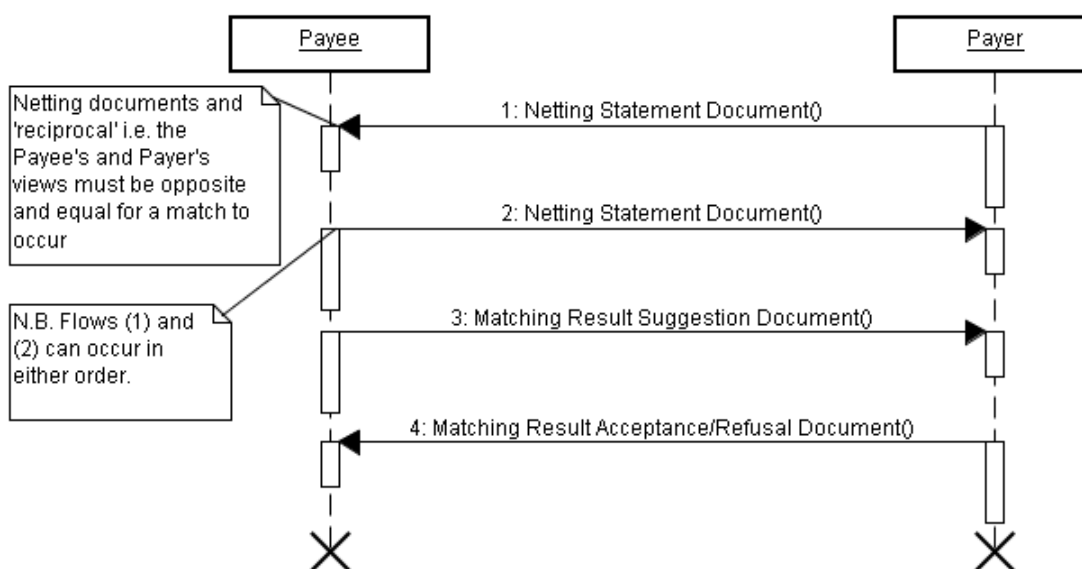 Payee
Payer
Netting documents and
'reciprocal' i.e. the
Payee's and Payer's
views must be opposite
and equal for a match to
occur
1: Netting Statement Document()
2: Netting Statement Document()
N.B. Flows (1) and
(2) can occur in
either order.
3: Matching Result Suggestion Document()
4: Matching Result Acceptance/Refusal Document()